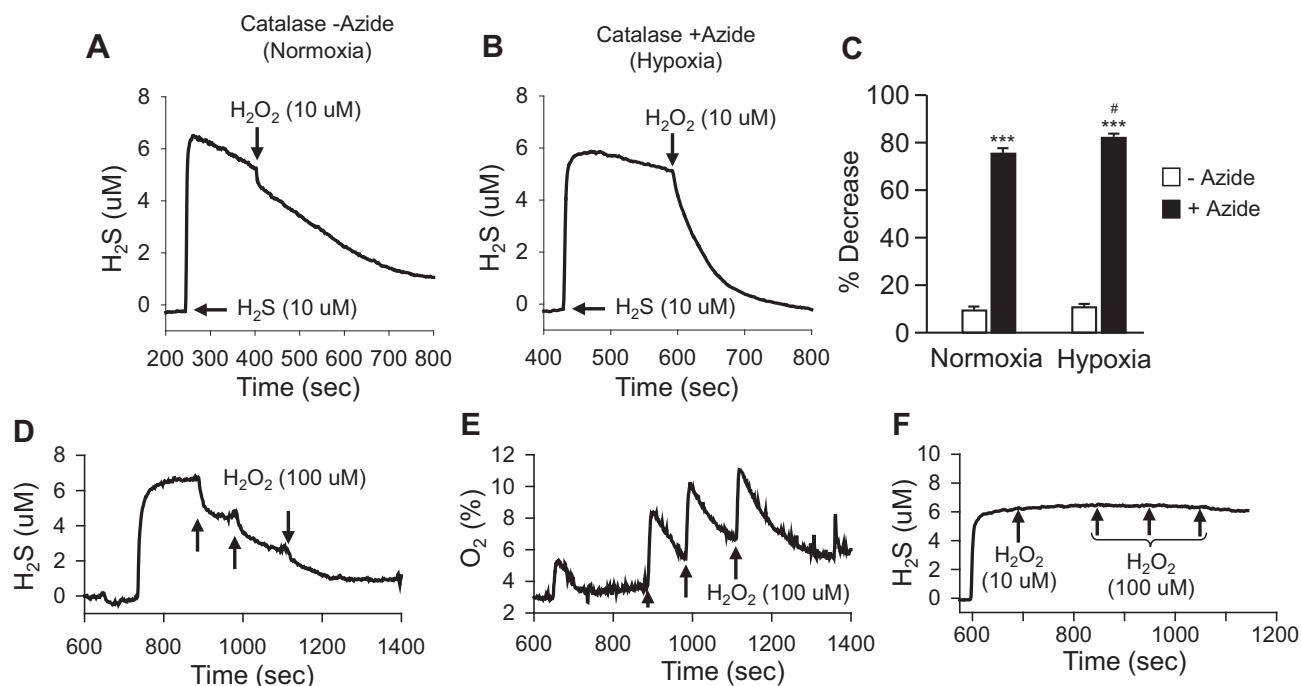 A
Catalase -Azide
(Normoxia)
8
6
4
2
0
H₂S (uM)
H₂O₂ (10 uM)
H₂S (10 uM)
200 300 400 500 600 700 800
Time (sec)
B
Catalase +Azide
(Hypoxia)
8
6
4
2
0
H₂S (uM)
H₂O₂ (10 uM)
H₂S (10 uM)
400 500 600 700 800
Time (sec)
C
100
80
60
40
20
0
% Decrease
***
#
***
Normoxia Hypoxia
- Azide
+ Azide
D
8
6
4
2
0
H₂S (uM)
H₂O₂ (100 uM)
600 800 1000 1200 1400
Time (sec)
E
12
10
8
6
4
2
O₂ (%)
H₂O₂ (100 uM)
600 800 1000 1200 1400
Time (sec)
F
10
8
6
4
2
0
H₂S (uM)
H₂O₂
(10 uM)
H₂O₂
(100 uM)
600 800 1000 1200
Time (sec)